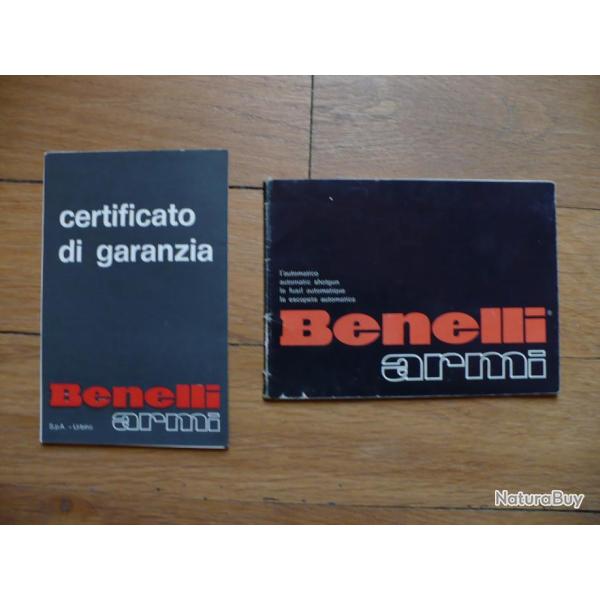 certificato
di garanzia
Benelli
armi
S.p.A. - Urbino
l'automatico
automatic shotgun
le fusil automatique
la escopeta automatica
Benelli®
armi
NaturaBuy